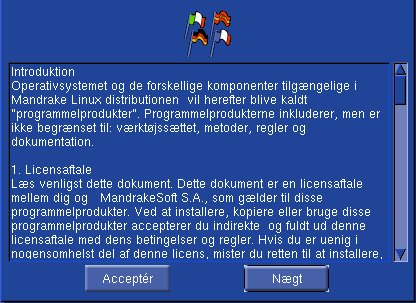 Introduktion
Operativsystemet og de forskellige komponenter tilgængelige i
Mandrake Linux distributionen vil herefter blive kaldt
"programmelprodukter". Programmelprodukterne inkluderer, men er
ikke begrænset til: værktøjssættet, metoder, regler og
dokumentation.
1. Licensaftale
Læs venligst dette dokument. Dette dokument er en licensaftale
mellem dig og MandrakeSoft S.A., som gælder til disse
programmelprodukter. Ved at installere, kopiere eller bruge disse
programmelprodukter accepterer du indirekte og fuldt ud denne
licensaftale med dens betingelser og regler. Hvis du er uenig i
nogensomhelst del af denne licens, mister du retten til at installere,
Acceptér
Nægt